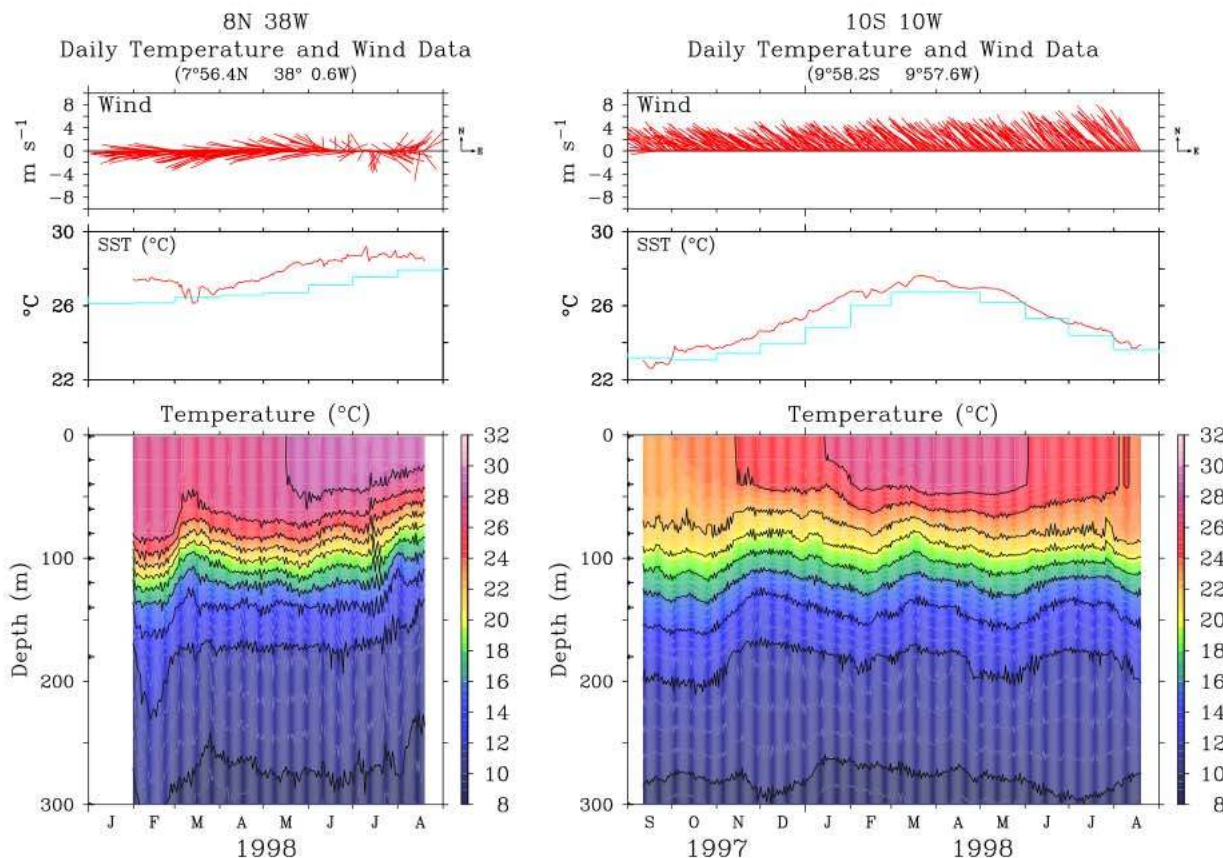 8N 38W
Daily Temperature and Wind Data
(7°56.4N 38° 0.6W)
Wind
8
4
0
-4
-8
m s⁻¹
N
E
SST (°C)
30
26
22
°C
Temperature (°C)
0
100
200
300
Depth (m)
32
30
28
26
24
22
20
18
16
14
12
10
8
J F M A M J J A
1998
10S 10W
Daily Temperature and Wind Data
(9°58.2S 9°57.6W)
Wind
8
4
0
-4
-8
m s⁻¹
N
E
SST (°C)
30
26
22
°C
Temperature (°C)
0
100
200
300
Depth (m)
32
30
28
26
24
22
20
18
16
14
12
10
8
S O N D J F M A M J J A
1997 1998